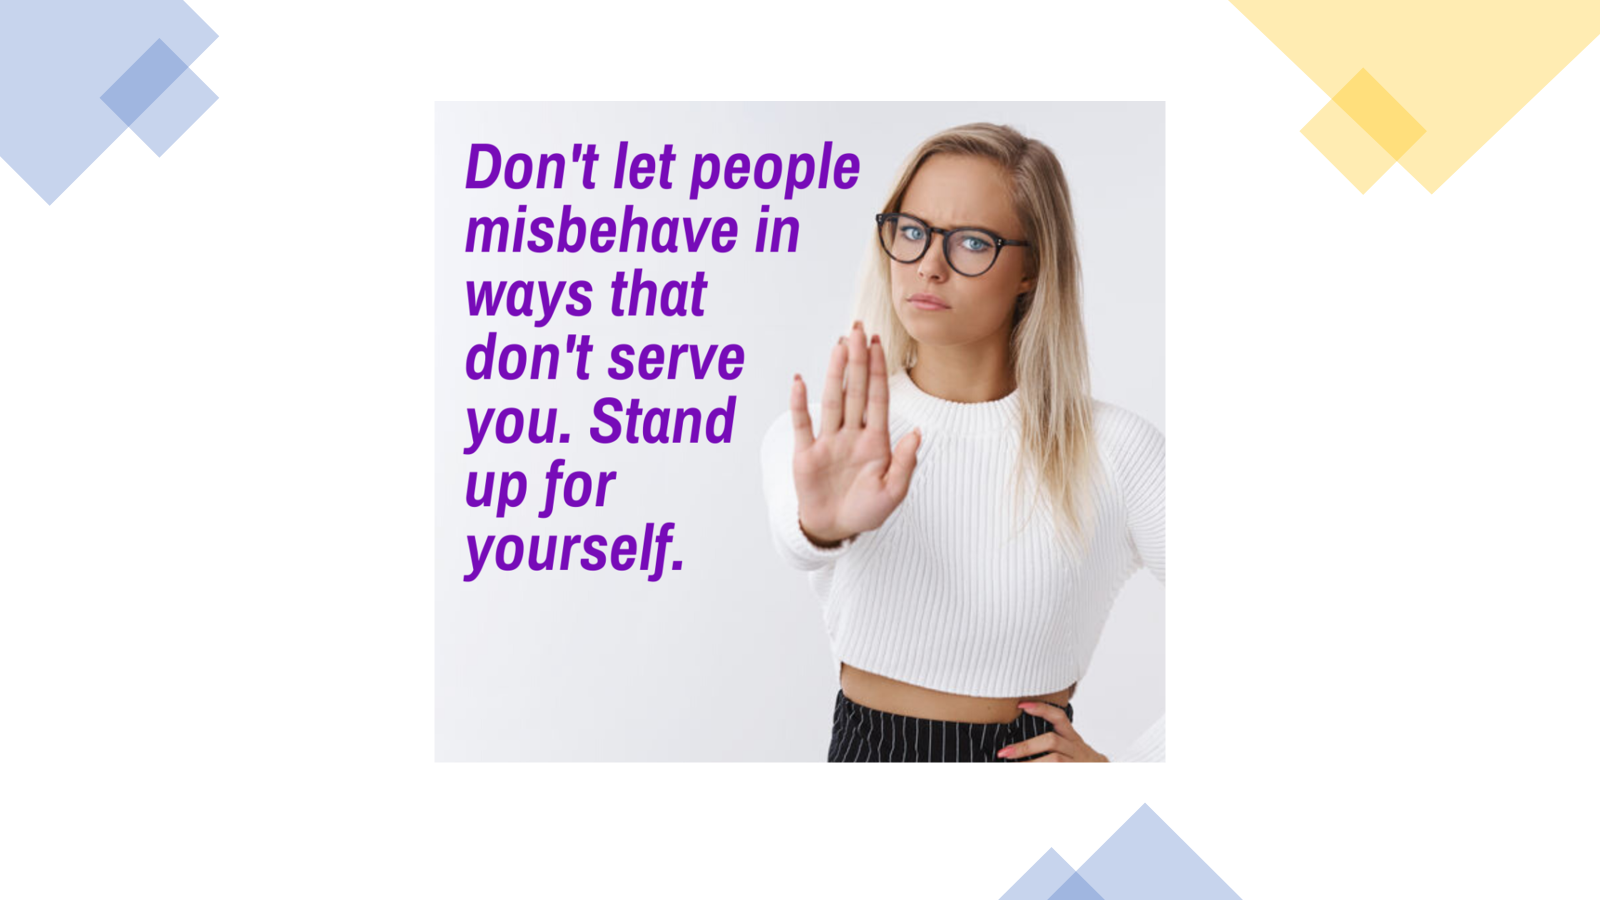 Don't let people
misbehave in
ways that
don't serve
you. Stand
up for
yourself.